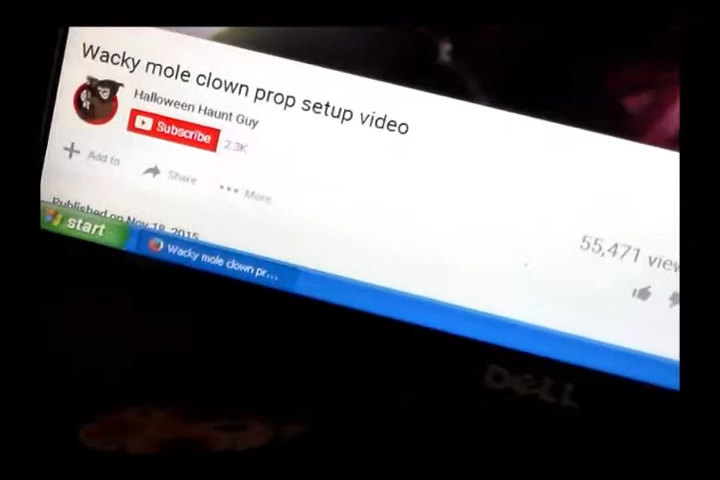 Wacky mole clown prop setup video
Halloween Haunt Guy
Subscribe 2.3K
Add to Share More
Published on Nov 18, 2015
55,471 view
start Wacky mole clown pr...
DELL